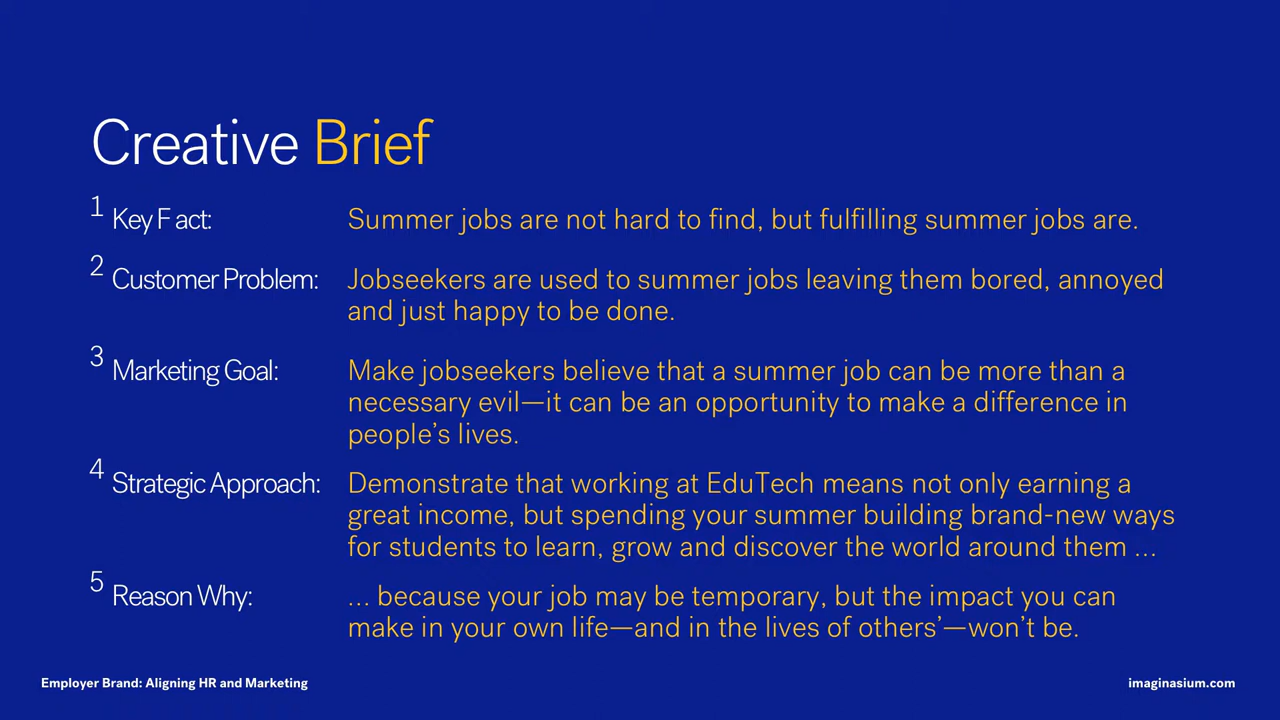 Creative Brief
1 Key Fact: Summer jobs are not hard to find, but fulfilling summer jobs are.
2 Customer Problem: Jobseekers are used to summer jobs leaving them bored, annoyed
and just happy to be done.
3 Marketing Goal: Make jobseekers believe that a summer job can be more than a
necessary evil—it can be an opportunity to make a difference in
people’s lives.
4 Strategic Approach: Demonstrate that working at EduTech means not only earning a
great income, but spending your summer building brand-new ways
for students to learn, grow and discover the world around them ...
5 Reason Why: ... because your job may be temporary, but the impact you can
make in your own life—and in the lives of others’—won’t be.
Employer Brand: Aligning HR and Marketing
imaginasium.com